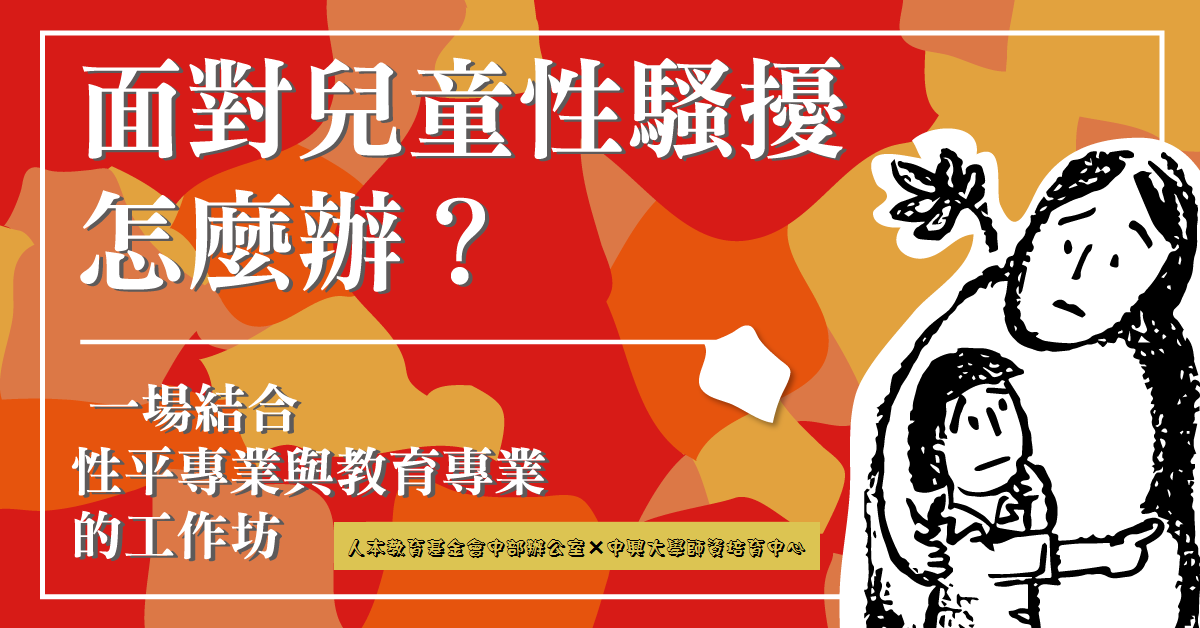 面對兒童性騷擾
怎麼辦？
一場結合
性平專業與教育專業
的工作坊
人本教育基金會中部辦公室×中興大學師資培育中心